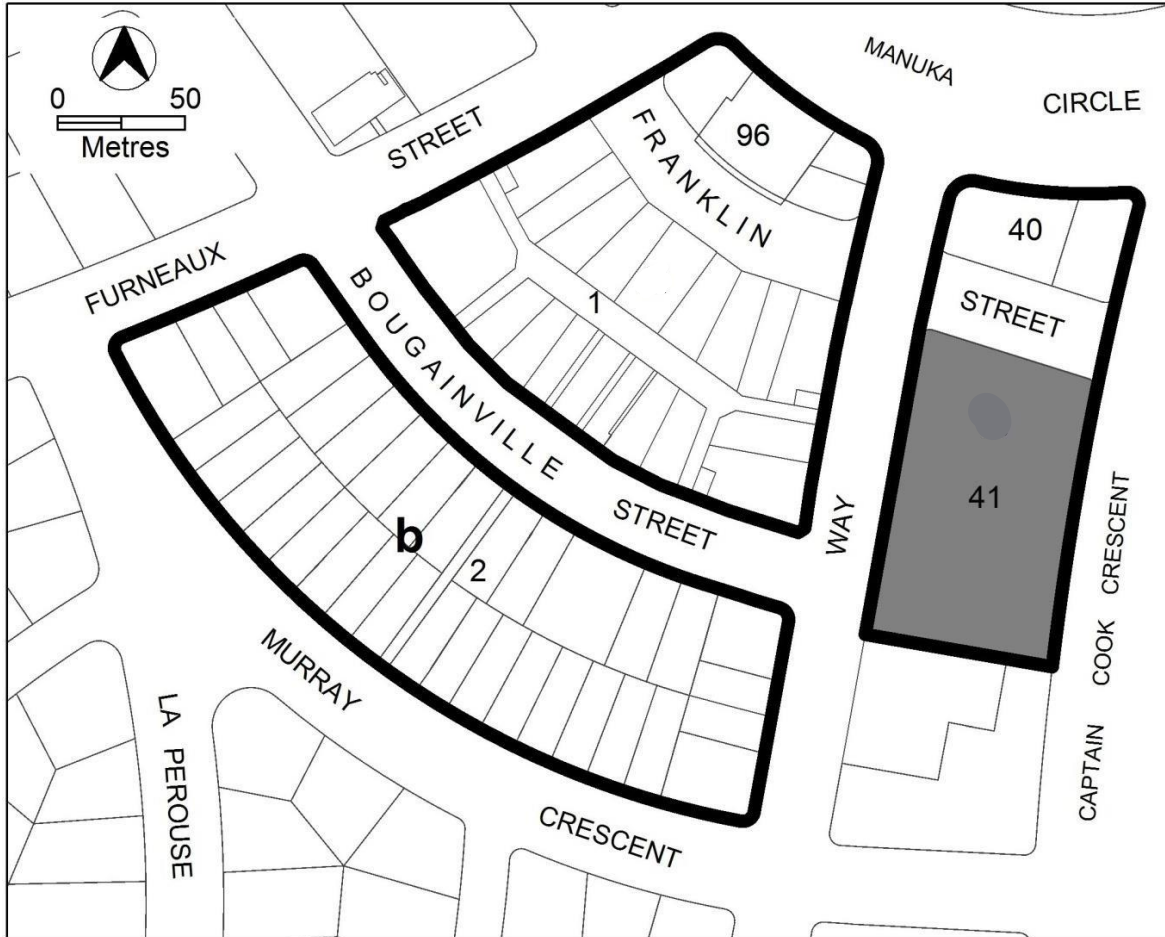 MANUKA
CIRCLE
0 50
Metres
STREET
FURNEAUX
FRANKLIN
96
40
STREET
1
BOUGAINVILLE
STREET
WAY
41
b
2
MURRAY
CRESCENT
LA PEROUSE
CAPTAIN COOK CRESCENT